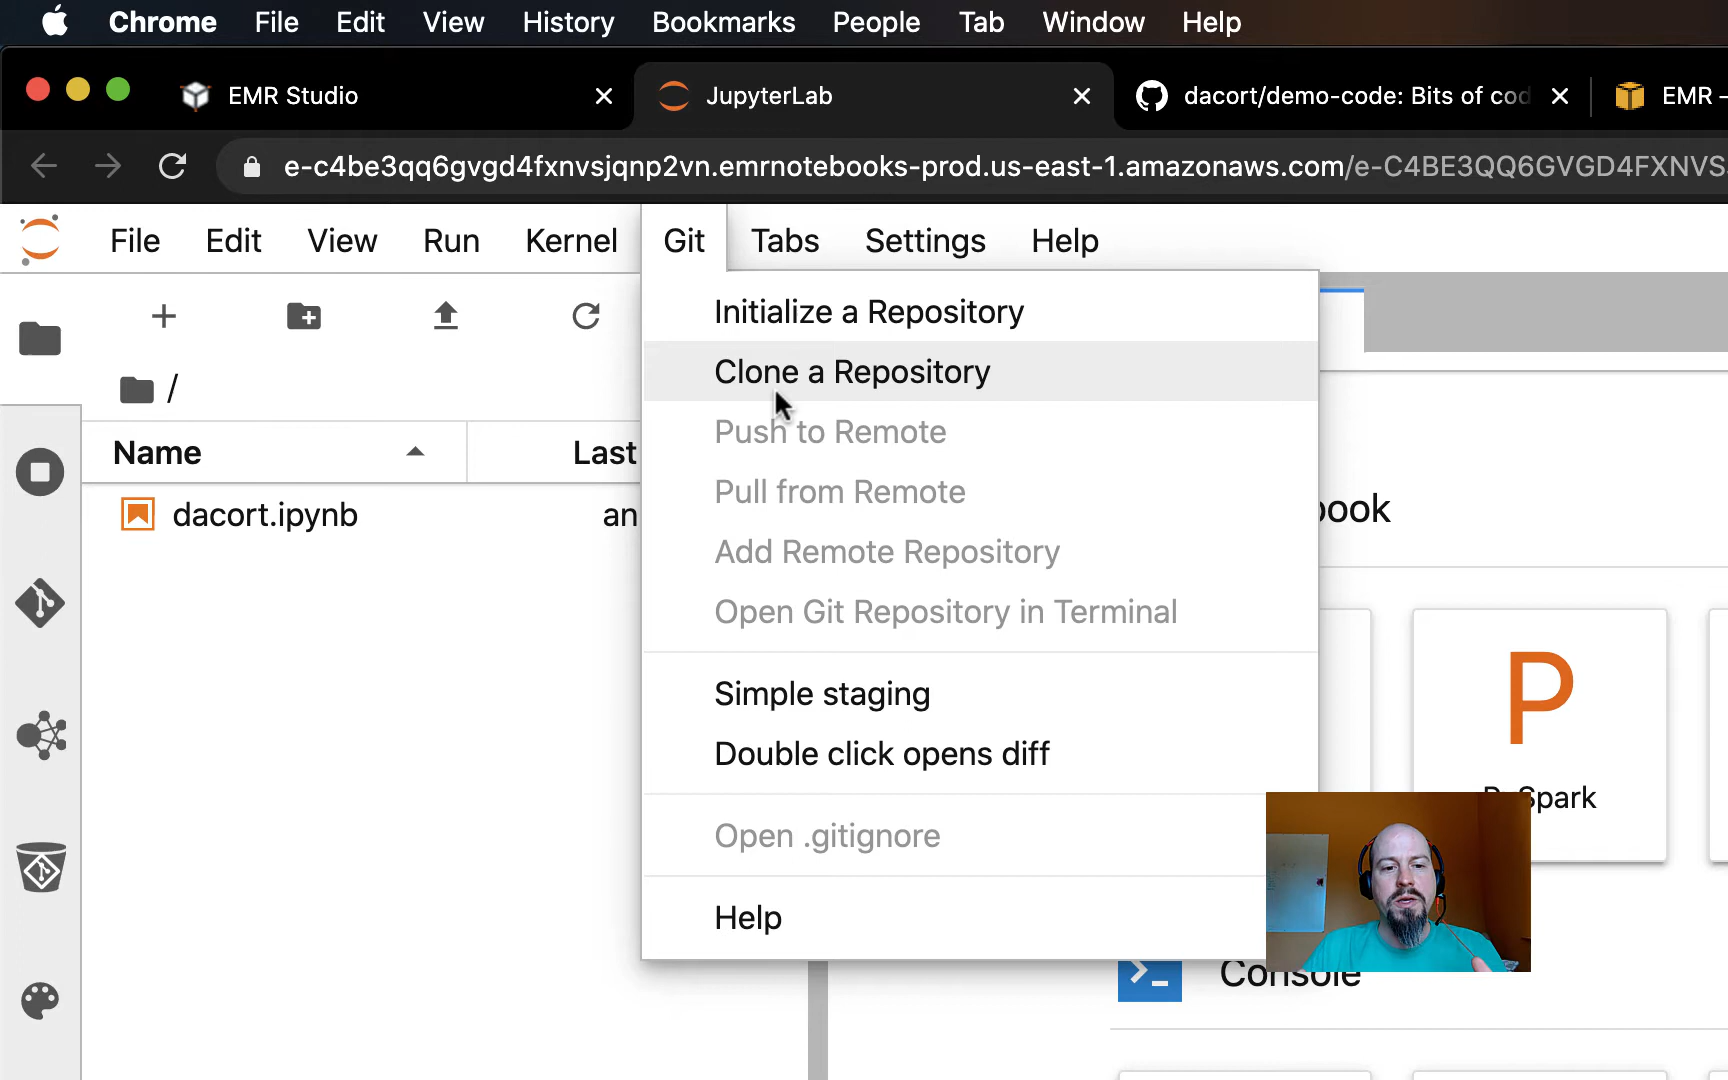 Chrome File Edit View History Bookmarks People Tab Window Help
EMR Studio
JupyterLab
dacort/demo-code: Bits of cod
EMR –
e-c4be3qq6gvgd4fxnvsjqnp2vn.emrnotebooks-prod.us-east-1.amazonaws.com/e-C4BE3QQ6GVGD4FXNVS
File Edit View Run Kernel Git Tabs Settings Help
Initialize a Repository
Clone a Repository
/
Push to Remote
Name
Last
Pull from Remote
dacort.ipynb
an
book
Add Remote Repository
Open Git Repository in Terminal
Simple staging
P
Double click opens diff
PySpark
Open .gitignore
Help
Console